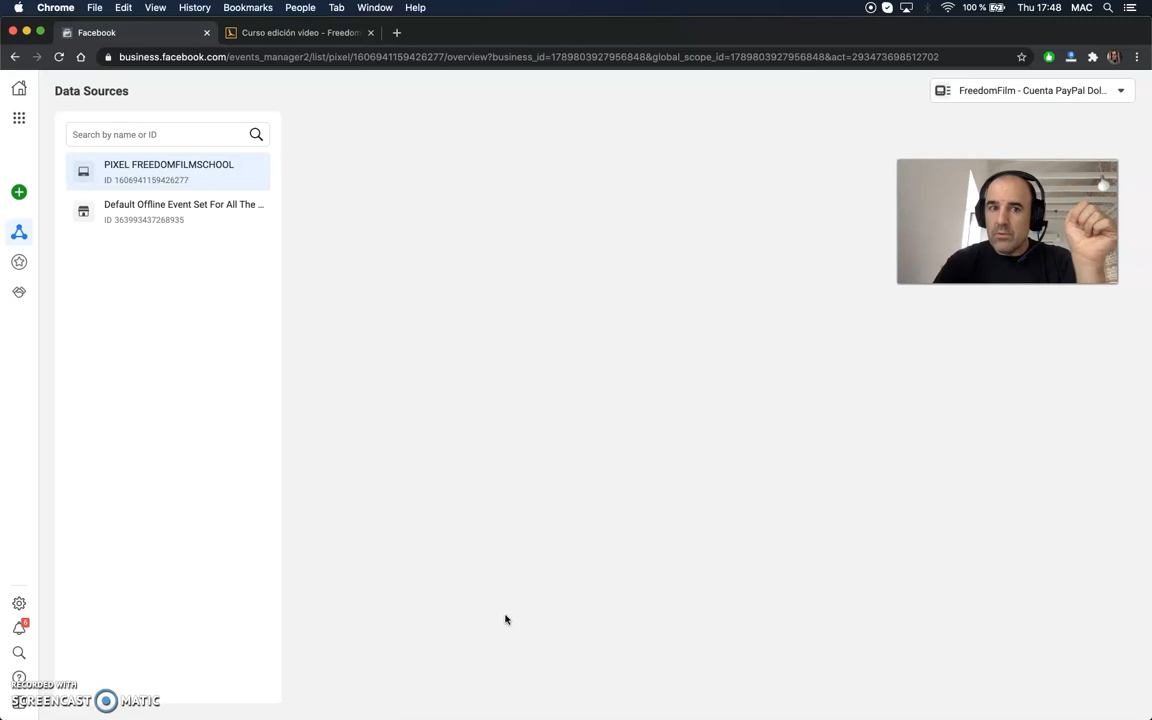 Chrome File Edit View History Bookmarks People Tab Window Help 100 % Thu 17:48 MAC
Facebook Curso edición video - Freedom
business.facebook.com/events_manager2/list/pixel/1606941159426277/overview?business_id=1789803927956848&global_scope_id=1789803927956848&act=293473698612702
Data Sources
FreedomFilm - Cuenta PayPal Dol...
Search by name or ID
PIXEL FREEDOMFILMSCHOOL
ID 1606941159426277
Default Offline Event Set For All The ...
ID 363993437268935
6
RECORDED WITH
SCREENCAST MATIC